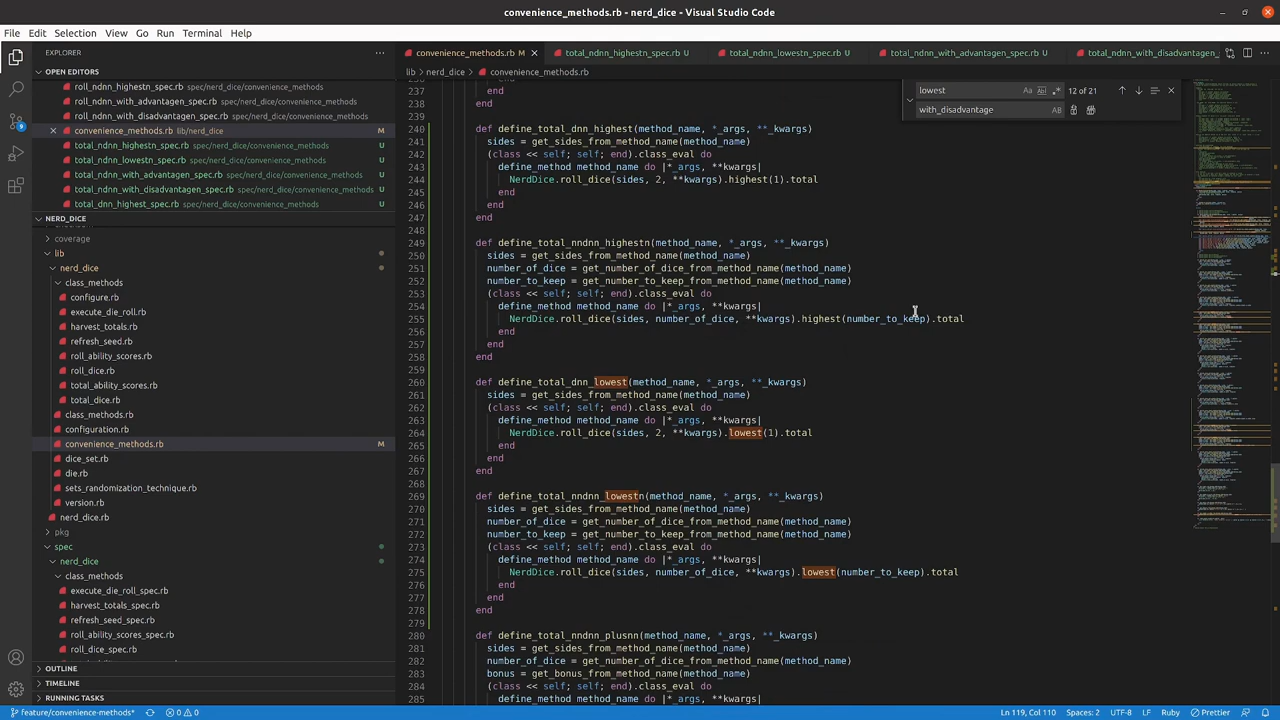 convenience_methods.rb - nerd_dice - Visual Studio Code
File Edit Selection View Go Run Terminal Help
EXPLORER
OPEN EDITORS
roll_ndnn_highestn_spec.rb spec/nerd_dice/convenience_methods
roll_ndnn_with_advantagen_spec.rb spec/nerd_dice/convenience_methods
roll_ndnn_with_disadvantagen_spec.rb spec/nerd_dice/convenience_methods
convenience_methods.rb lib/nerd_dice M
total_ndnn_highestn_spec.rb spec/nerd_dice/convenience_methods U
total_ndnn_lowestn_spec.rb spec/nerd_dice/convenience_methods U
total_ndnn_with_advantagen_spec.rb spec/nerd_dice/convenience_methods U
total_ndnn_with_disadvantagen_spec.rb spec/nerd_dice/convenience_methods U
total_dnn_highest_spec.rb spec/nerd_dice/convenience_methods U
NERD_DICE
coverage
lib
nerd_dice
class_methods
configure.rb
execute_die_roll.rb
harvest_totals.rb
refresh_seed.rb
roll_ability_scores.rb
roll_dice.rb
total_ability_scores.rb
total_dice.rb
class_methods.rb
configuration.rb
convenience_methods.rb M
dice_set.rb
die.rb
sets_randomization_technique.rb
version.rb
nerd_dice.rb
pkg
spec
nerd_dice
class_methods
execute_die_roll_spec.rb
harvest_totals_spec.rb
refresh_seed_spec.rb
roll_ability_scores_spec.rb
OUTLINE
TIMELINE
RUNNING TASKS
9
convenience_methods.rb M total_ndnn_highestn_spec.rb U total_ndnn_lowestn_spec.rb U total_ndnn_with_advantagen_spec.rb U total_ndnn_with_disadvantagen_
lib > nerd_dice > convenience_methods.rb
lowest Aa Ab 12 of 21
with_disadvantage AB
237 end
238 end
239
240 def define_total_dnn_highest(method_name, *_args, **_kwargs)
241 sides = get_sides_from_method_name(method_name)
242 (class << self; self; end).class_eval do
243 define_method method_name do |*_args, **kwargs|
244 NerdDice.roll_dice(sides, 2, **kwargs).highest(1).total
245 end
246 end
247 end
248
249 def define_total_nndnn_highestn(method_name, *_args, **_kwargs)
250 sides = get_sides_from_method_name(method_name)
251 number_of_dice = get_number_of_dice_from_method_name(method_name)
252 number_to_keep = get_number_to_keep_from_method_name(method_name)
253 (class << self; self; end).class_eval do
254 define_method method_name do |*_args, **kwargs|
255 NerdDice.roll_dice(sides, number_of_dice, **kwargs).highest(number_to_keep).total
256 end
257 end
258 end
259
260 def define_total_dnn_lowest(method_name, *_args, **_kwargs)
261 sides = get_sides_from_method_name(method_name)
262 (class << self; self; end).class_eval do
263 define_method method_name do |*_args, **kwargs|
264 NerdDice.roll_dice(sides, 2, **kwargs).lowest(1).total
265 end
266 end
267 end
268
269 def define_total_nndnn_lowestn(method_name, *_args, **_kwargs)
270 sides = get_sides_from_method_name(method_name)
271 number_of_dice = get_number_of_dice_from_method_name(method_name)
272 number_to_keep = get_number_to_keep_from_method_name(method_name)
273 (class << self; self; end).class_eval do
274 define_method method_name do |*_args, **kwargs|
275 NerdDice.roll_dice(sides, number_of_dice, **kwargs).lowest(number_to_keep).total
276 end
277 end
278 end
279
280 def define_total_nndnn_plusnn(method_name, *_args, **_kwargs)
281 sides = get_sides_from_method_name(method_name)
282 number_of_dice = get_number_of_dice_from_method_name(method_name)
283 bonus = get_bonus_from_method_name(method_name)
284 (class << self; self; end).class_eval do
285 define_method method_name do |*_args, **kwargs|
feature/convenience-methods* 0 0 Ln 119, Col 110 Spaces: 2 UTF-8 LF Ruby Prettier